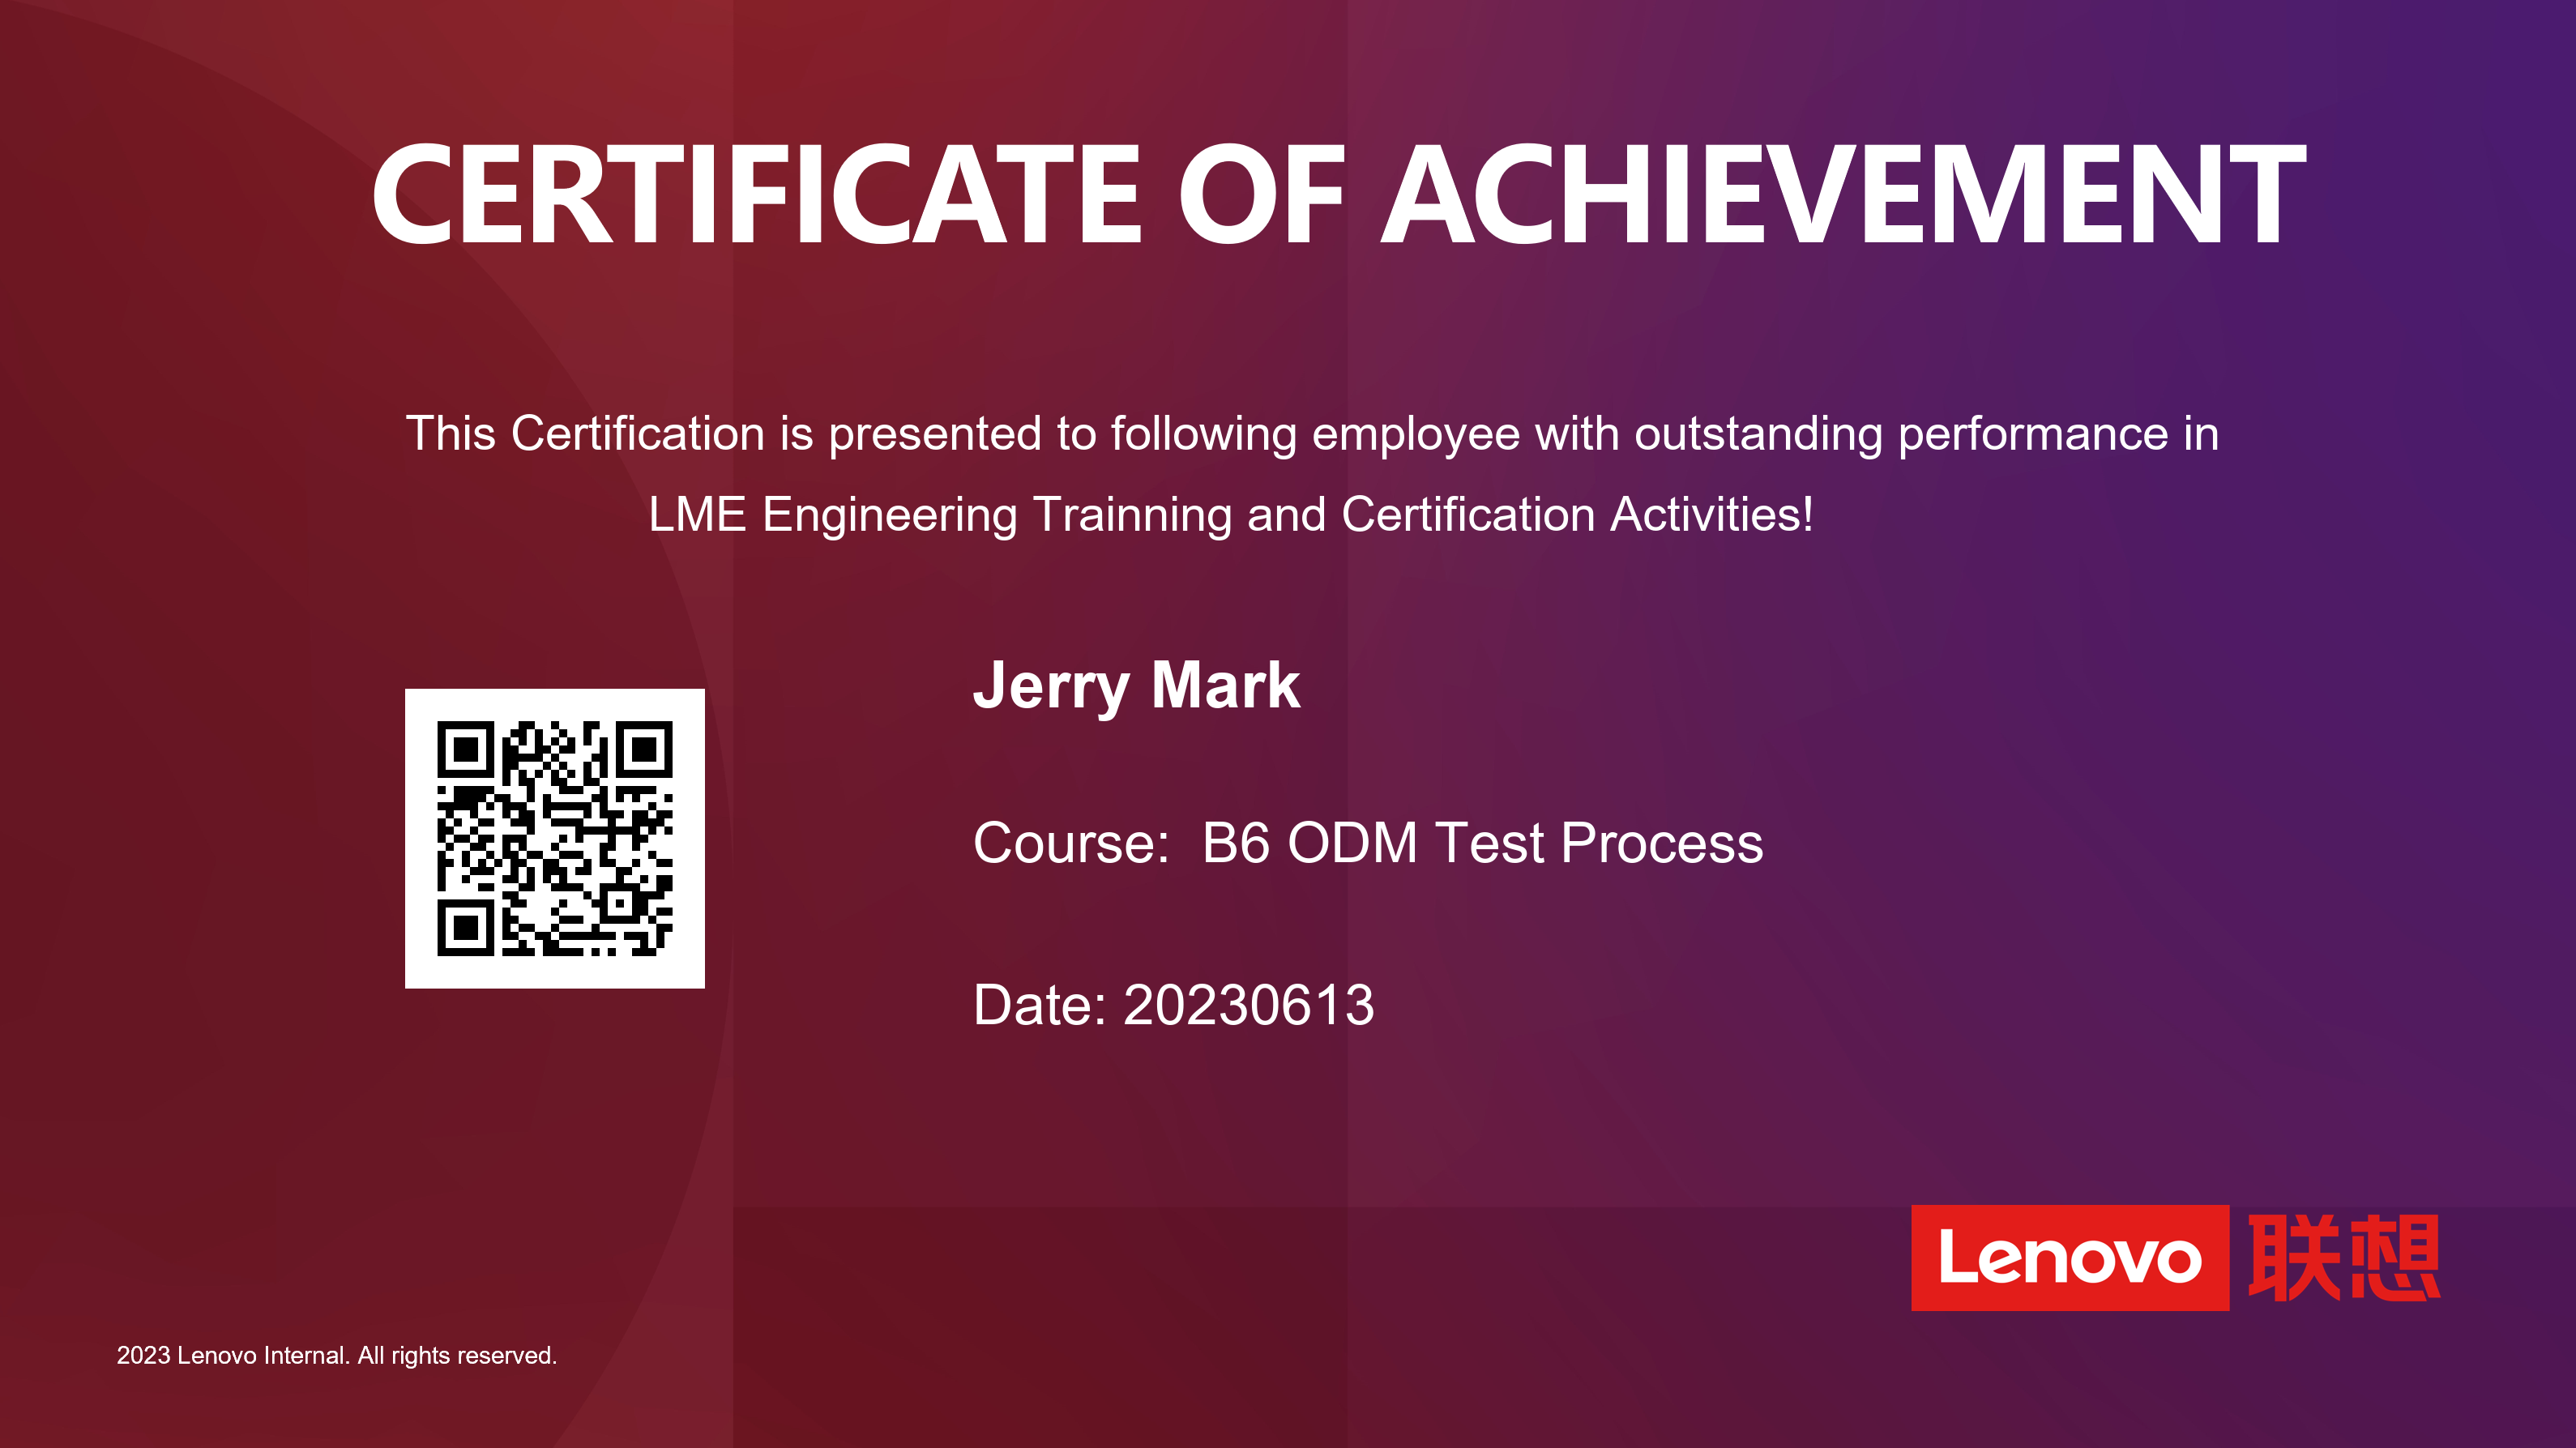 CERTIFICATE OF ACHIEVEMENT
This Certification is presented to following employee with outstanding performance in
LME Engineering Trainning and Certification Activities!
Jerry Mark
Course:  B6 ODM Test Process
Date: 20230613
Lenovo 联想
2023 Lenovo Internal. All rights reserved.